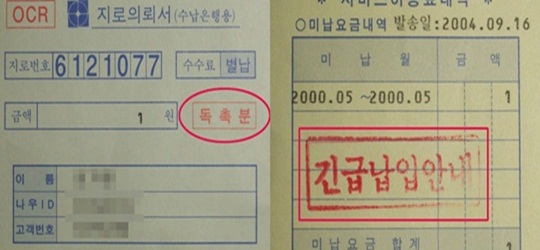 OCR
지로의뢰서(수납은행용)
지로번호 6121077 수수료 별납
금액 1 원 독촉분
이 름
나우ID
고객번호
○미납요금내역 발송일:2004.09.16
미 납 월 금 액
2000.05 ~2000.05 1
긴급납입안내
미납요금 합계 1